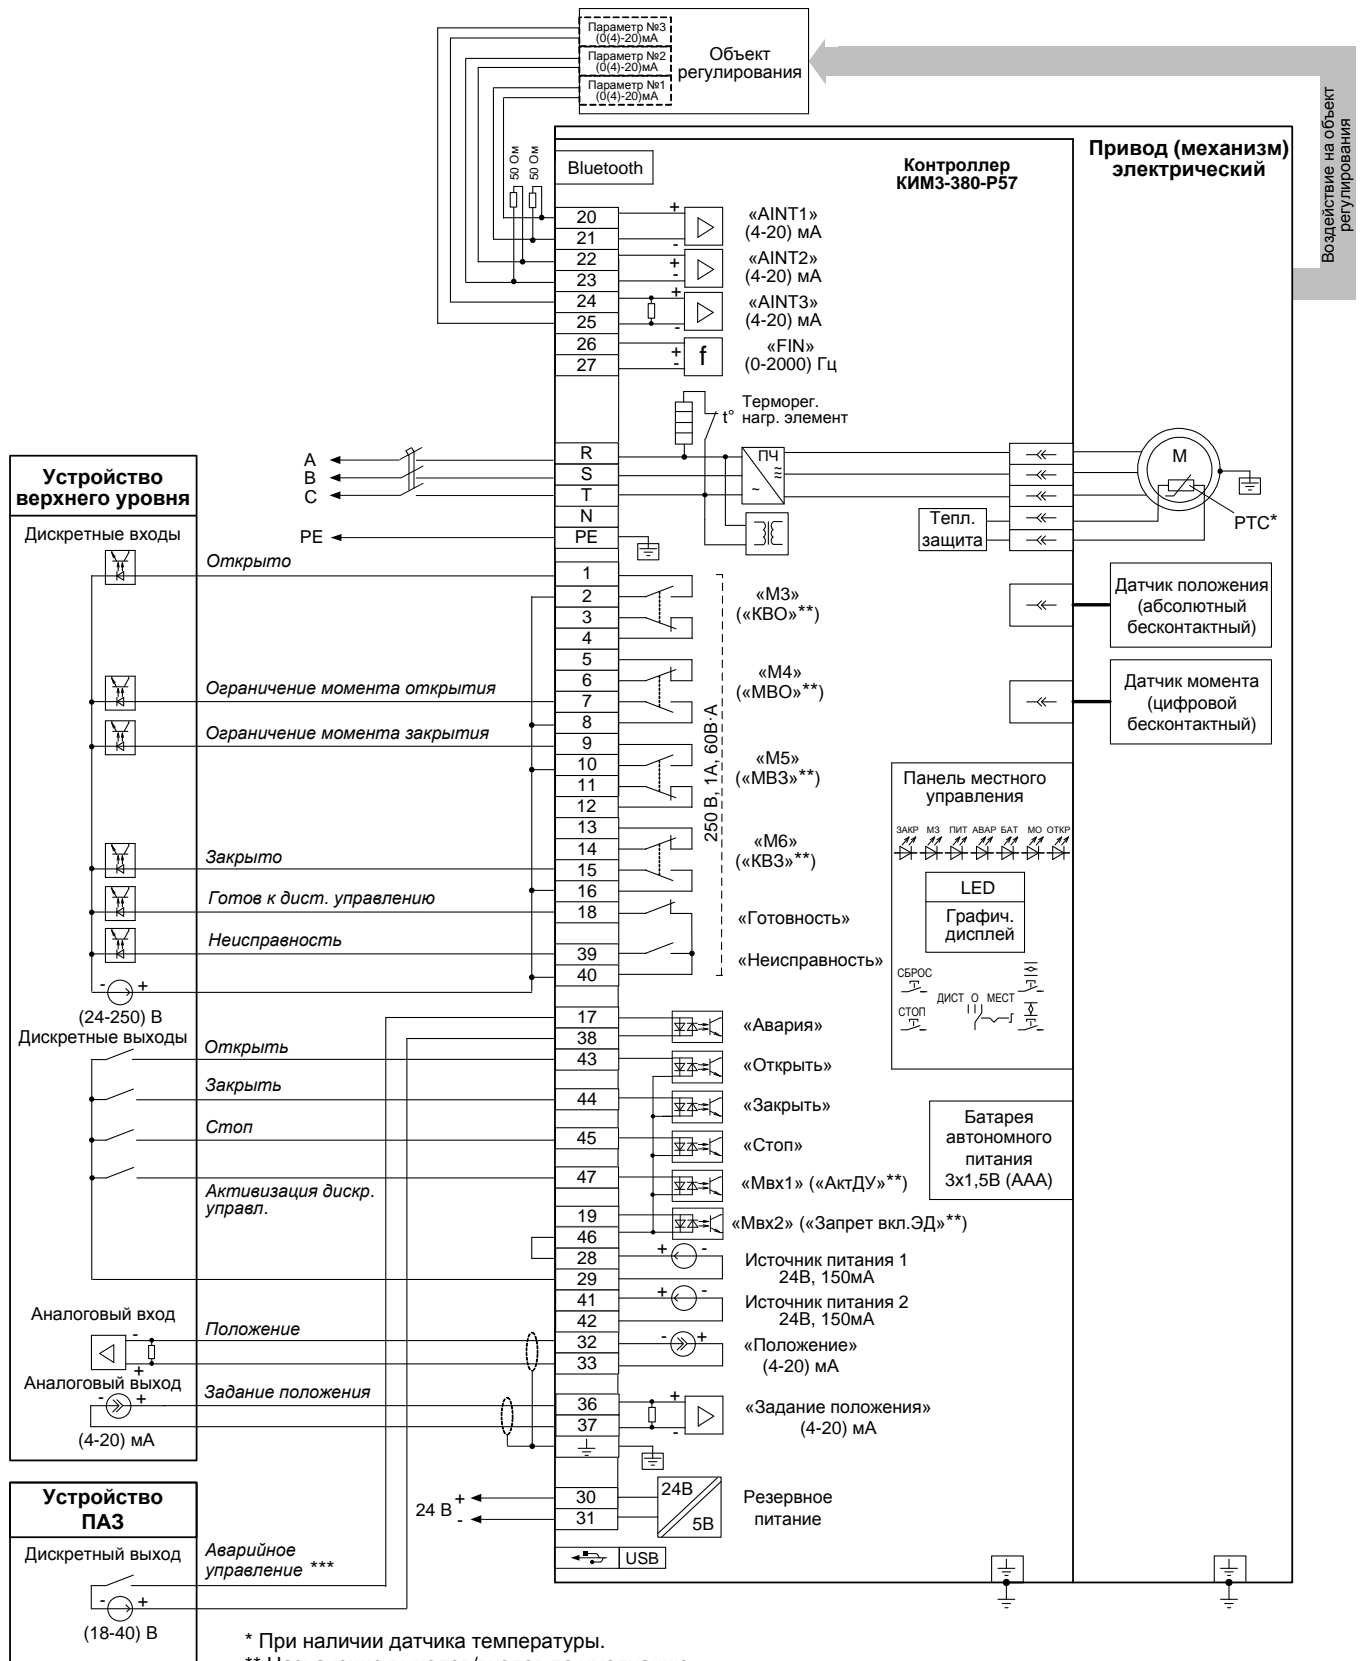 Параметр №3
(0(4)-20)мА
Параметр №2
(0(4)-20)мА
Параметр №1
(0(4)-20)мА
Объект
регулирования
Воздействие на объект
регулирования
50 Ом
50 Ом
Bluetooth
Контроллер
КИМ3-380-Р57
Привод (механизм)
электрический
20
21
22
23
24
25
26
27
+
-
«AINT1»
(4-20) мА
+
-
«AINT2»
(4-20) мА
+
-
«AINT3»
(4-20) мА
+
-
f
«FIN»
(0-2000) Гц
t°
Терморег.
нагр. элемент
A
B
C
PE
R
S
T
N
PE
ПЧ
≈
~
М
Тепл.
защита
PTC*
Устройство
верхнего уровня
Дискретные входы
Открыто
Ограничение момента открытия
Ограничение момента закрытия
Закрыто
Готов к дист. управлению
Неисправность
- +
(24-250) В
1
2
3
4
5
6
7
8
9
10
11
12
13
14
15
16
18
39
40
«М3»
(«КВО»**)
«М4»
(«МВО»**)
«М5»
(«МВЗ»**)
«М6»
(«КВЗ»**)
«Готовность»
«Неисправность»
250 В, 1А, 60В·А
Датчик положения
(абсолютный
бесконтактный)
Датчик момента
(цифровой
бесконтактный)
Панель местного
управления
ЗАКР МЗ ПИТ АВАР БАТ МО ОТКР
LED
Графич.
дисплей
СБРОС
СТОП
ДИСТ О МЕСТ
Дискретные выходы
Открыть
Закрыть
Стоп
Активизация дискр.
управл.
17
38
43
44
45
47
19
46
28
29
41
42
32
33
36
37
«Авария»
«Открыть»
«Закрыть»
«Стоп»
«Мвх1» («АктДУ»**)
«Мвх2» («Запрет вкл.ЭД»**)
+ -
Источник питания 1
24В, 150мА
+ -
Источник питания 2
24В, 150мА
- +
«Положение»
(4-20) мА
+
-
«Задание положения»
(4-20) мА
Батарея
автономного
питания
3х1,5В (ААА)
Аналоговый вход
-
+
Положение
Аналоговый выход
- +
Задание положения
(4-20) мА
24 В
+
-
30
31
24В
5В
Резервное
питание
USB
Устройство
ПАЗ
Дискретный выход
Аварийное
управление ***
- +
(18-40) В
* При наличии датчика температуры.